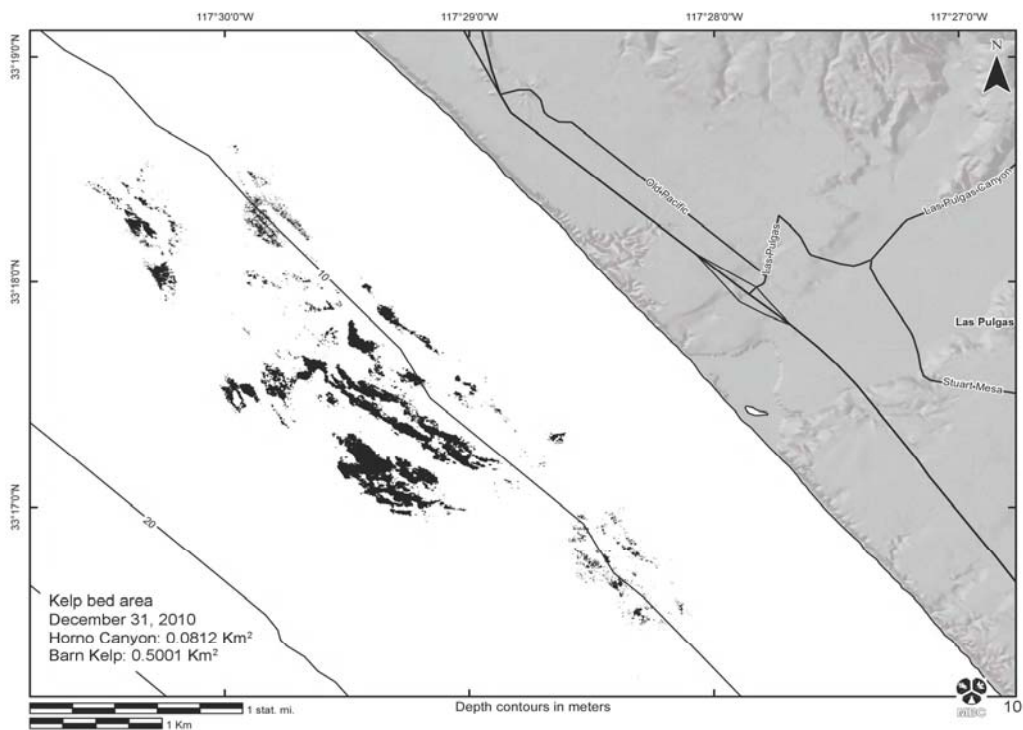 117°30'0"W
117°29'0"W
117°28'0"W
117°27'0"W
33°19'0"N
33°18'0"N
33°17'0"N
N
Old Pacific
Las Pulgas
Las Pulgas Canyon
Las Pulgas
Stuart Mesa
10
20
Kelp bed area
December 31, 2010
Horno Canyon: 0.0812 Km²
Barn Kelp: 0.5001 Km²
1 stat. mi.
1 Km
Depth contours in meters
MBC
10